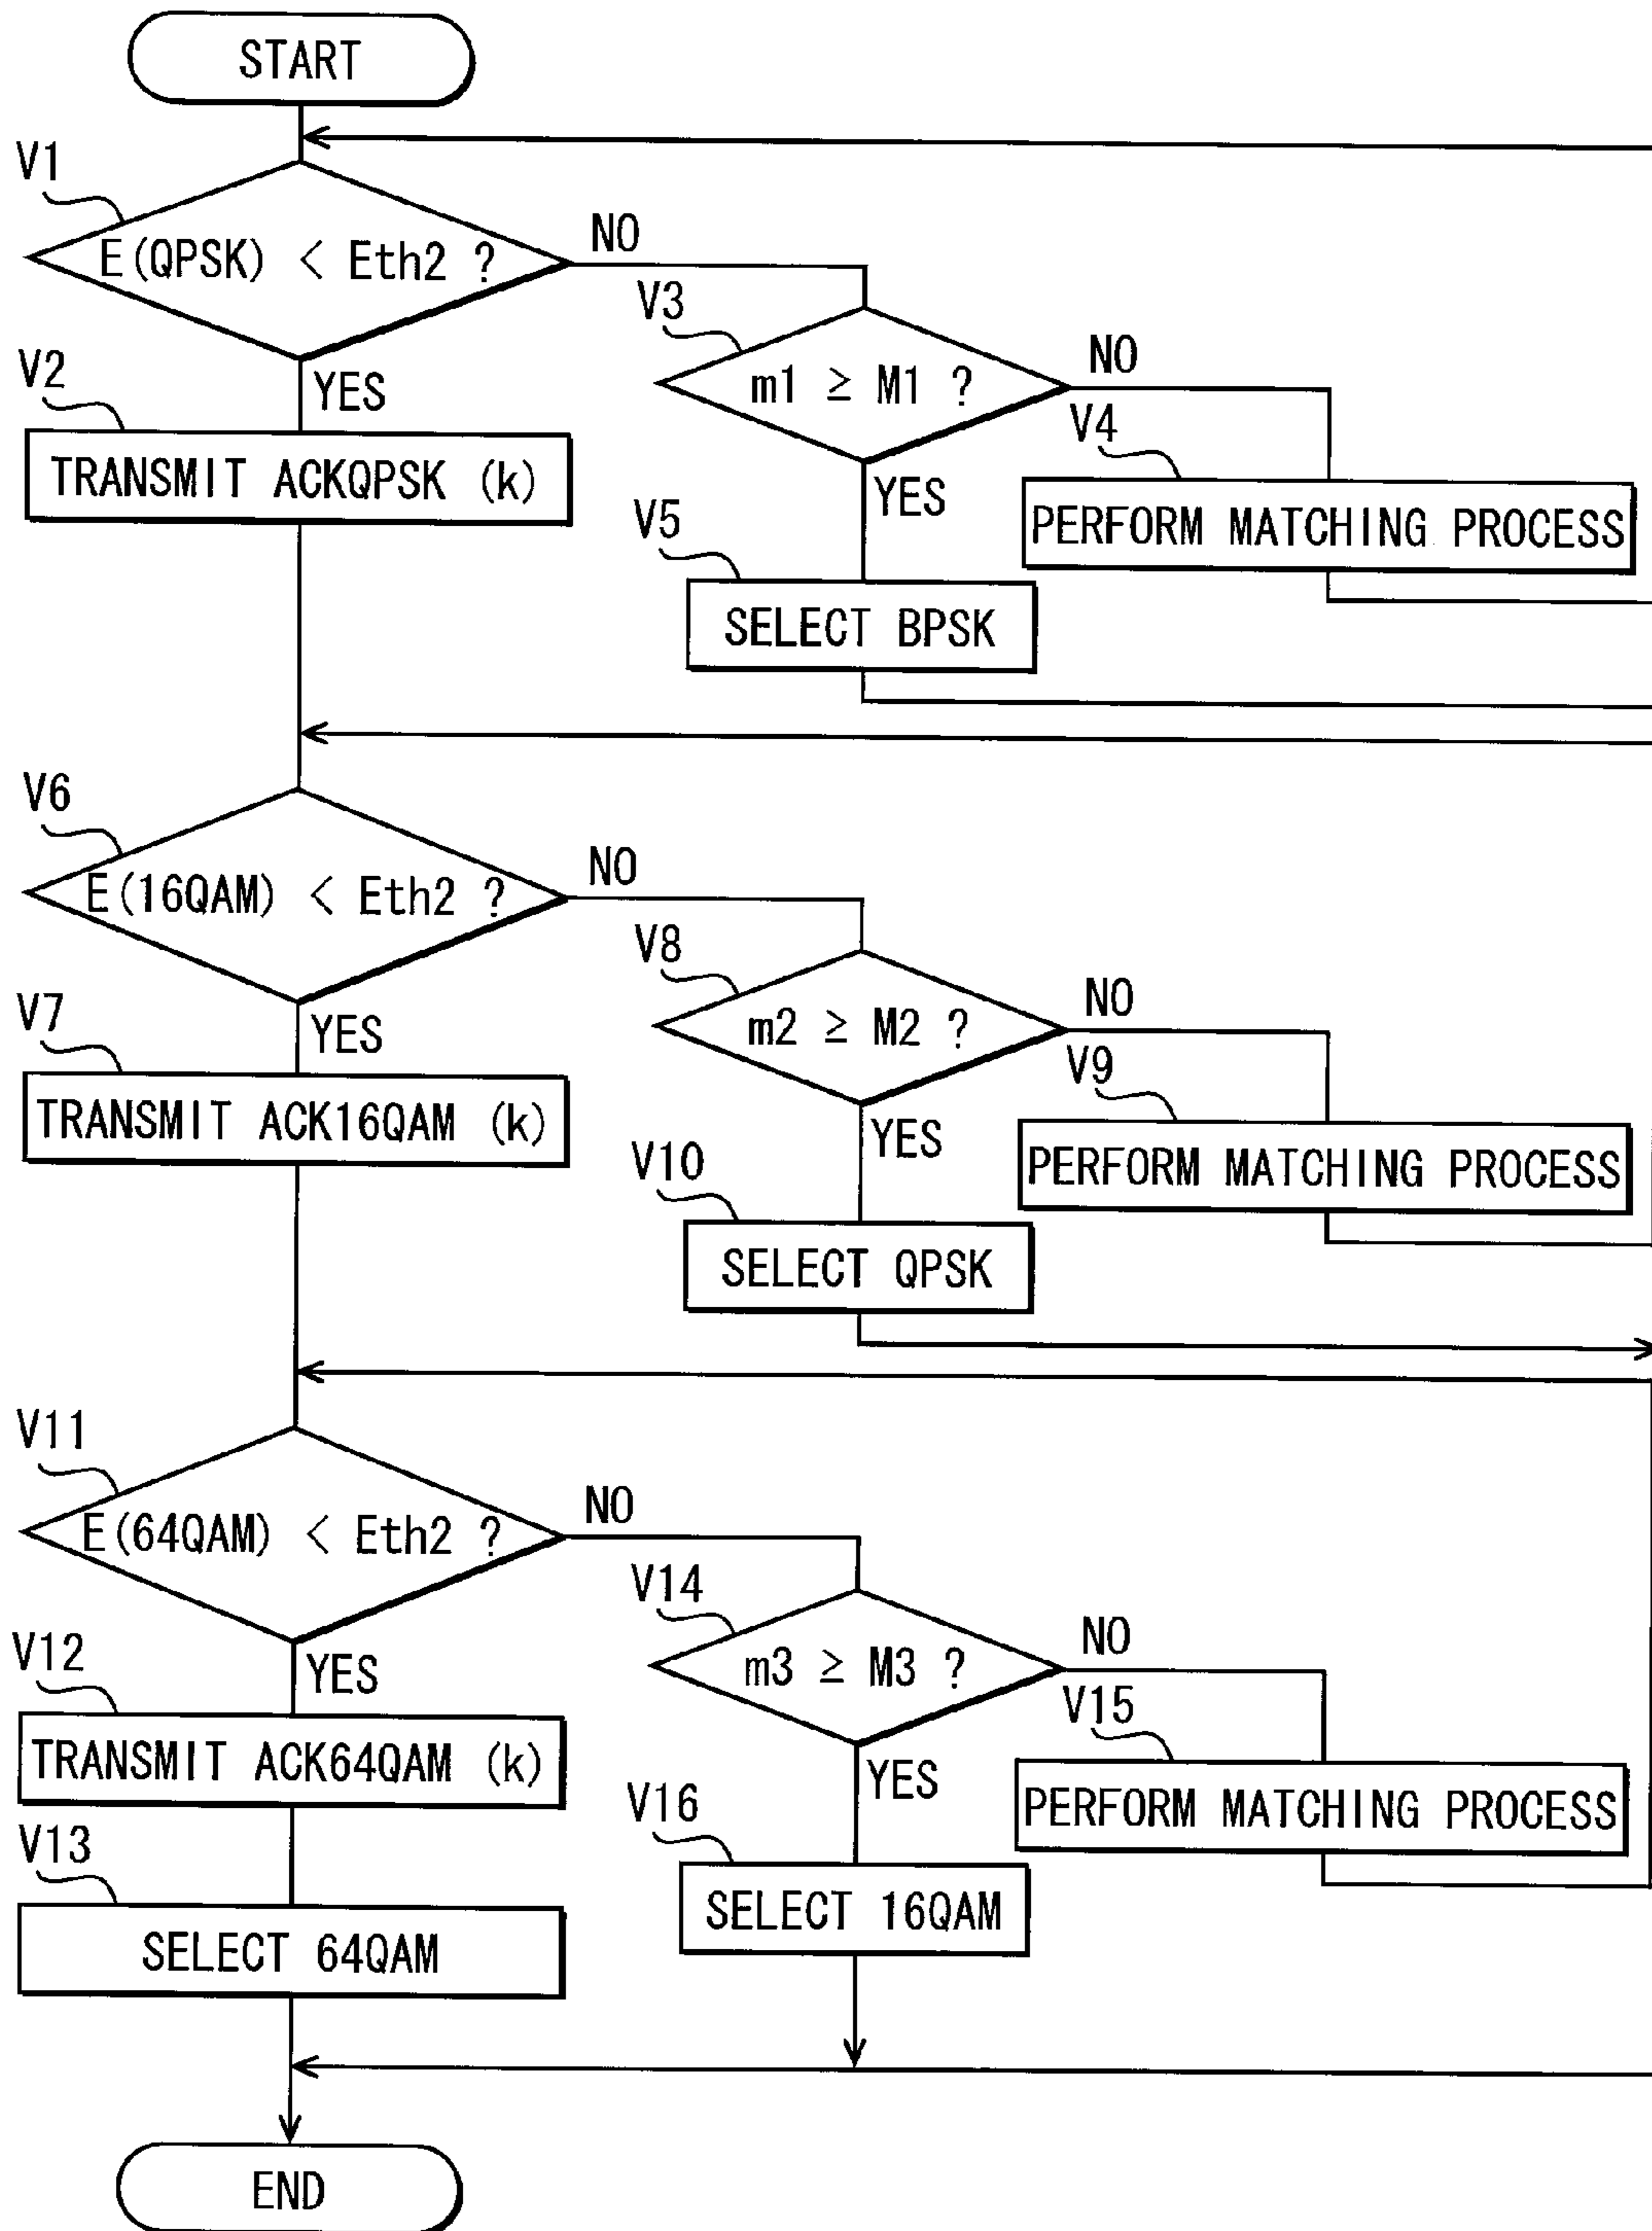 START
V1
E(QPSK) < Eth2 ?
NO
V3
m1 ≥ M1 ?
NO
V2
YES
TRANSMIT ACKQPSK (k)
V4
PERFORM MATCHING PROCESS
YES
V5
SELECT BPSK
V6
E(16QAM) < Eth2 ?
NO
V8
m2 ≥ M2 ?
NO
V7
YES
TRANSMIT ACK16QAM (k)
V9
PERFORM MATCHING PROCESS
YES
V10
SELECT QPSK
V11
E(64QAM) < Eth2 ?
NO
V14
m3 ≥ M3 ?
NO
V12
YES
TRANSMIT ACK64QAM (k)
V15
PERFORM MATCHING PROCESS
YES
V16
SELECT 16QAM
V13
SELECT 64QAM
END